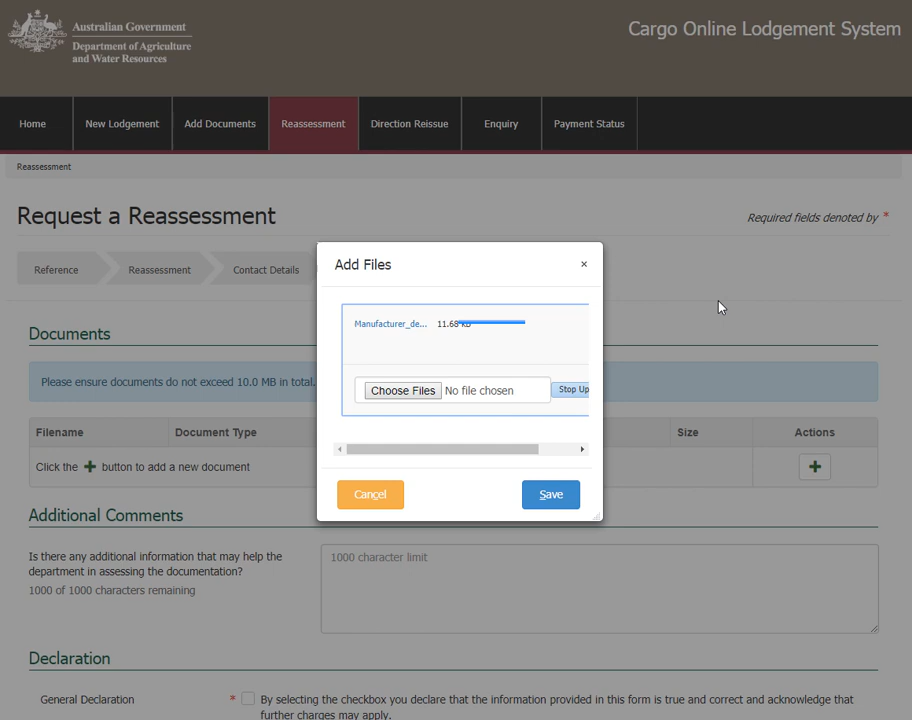 Australian Government
Department of Agriculture
and Water Resources
Cargo Online Lodgement System
Home
New Lodgement
Add Documents
Reassessment
Direction Reissue
Enquiry
Payment Status
Reassessment
Request a Reassessment
Required fields denoted by *
Reference
Reassessment
Contact Details
Add Files
×
Manufacturer_de... 11.68 kB
Choose Files No file chosen
Stop Up
Cancel
Save
Documents
Please ensure documents do not exceed 10.0 MB in total.
Filename
Document Type
Size
Actions
Click the + button to add a new document
+
Additional Comments
Is there any additional information that may help the
department in assessing the documentation?
1000 of 1000 characters remaining
1000 character limit
Declaration
General Declaration
* By selecting the checkbox you declare that the information provided in this form is true and correct and acknowledge that
further charges may apply.